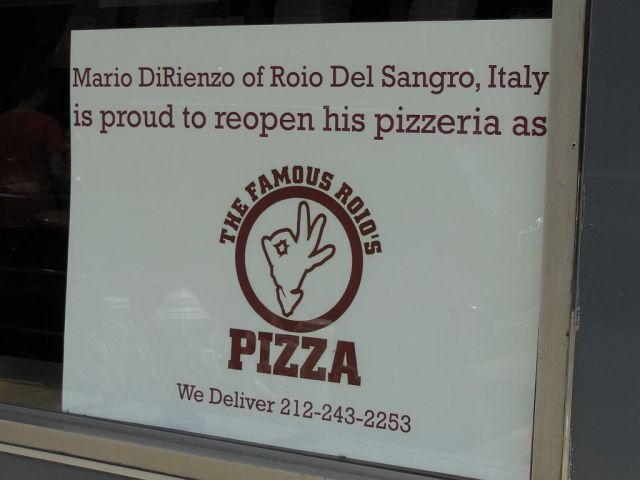 Mario DiRienzo of Roio Del Sangro, Italy
is proud to reopen his pizzeria as
THE FAMOUS ROIO'S
PIZZA
We Deliver 212-243-2253